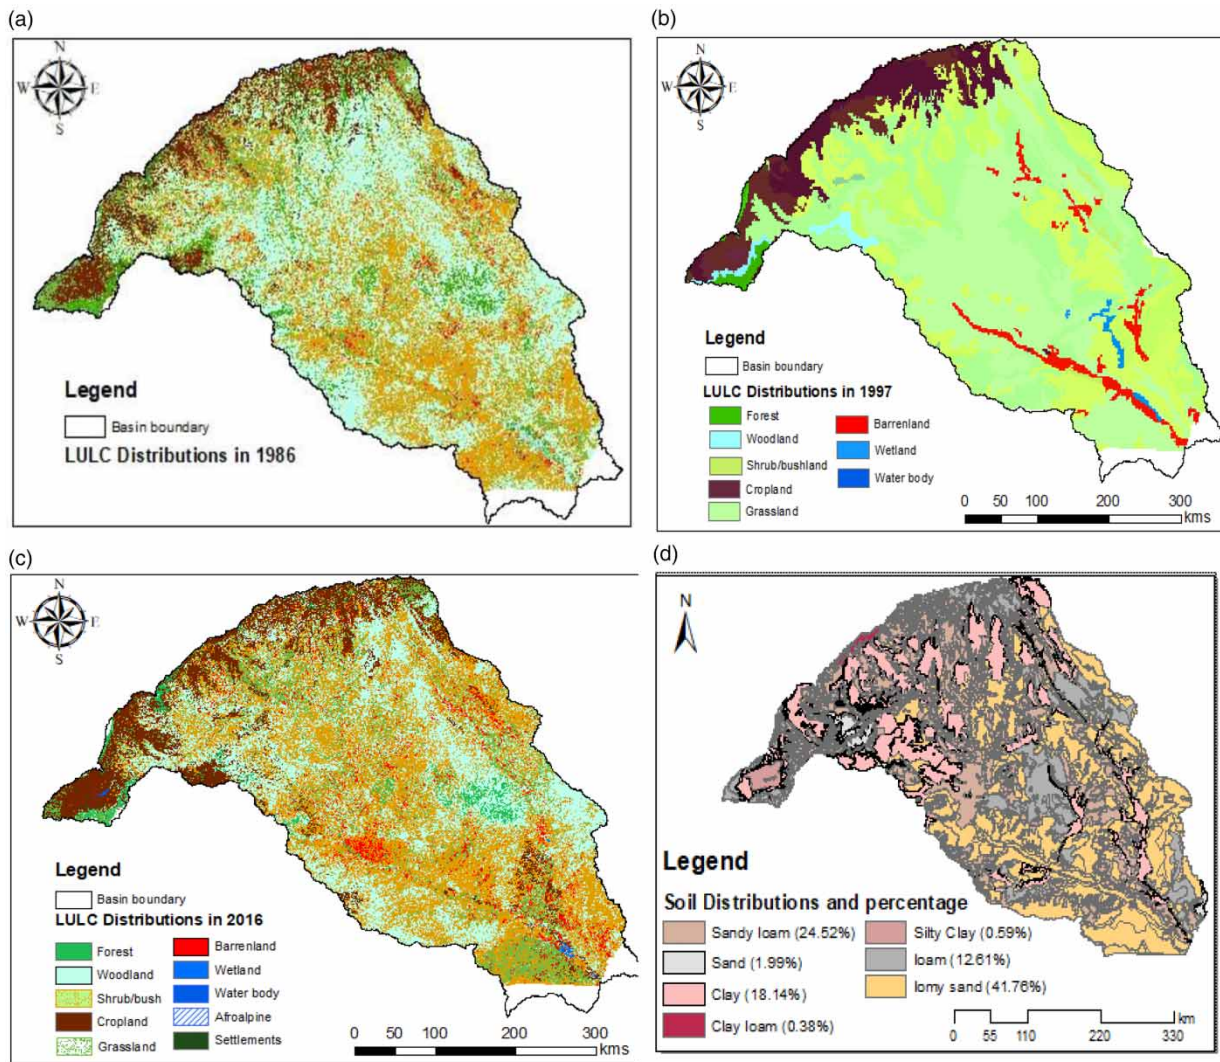 (a)
N
W
E
S
Legend
Basin boundary
LULC Distributions in 1986
(b)
N
W
E
S
Legend
Basin boundary
LULC Distributions in 1997
Forest
Woodland
Shrub/bushland
Cropland
Grassland
Barrenland
Wetland
Water body
0 50 100 200 300
kms
(c)
N
W
E
S
Legend
Basin boundary
LULC Distributions in 2016
Forest
Woodland
Shrub/bush
Cropland
Grassland
Barrenland
Wetland
Water body
Afroalpine
Settlements
0 50 100 200 300
kms
(d)
N
Legend
Soil Distributions and percentage
Sandy loam (24.52%)
Sand (1.99%)
Clay (18.14%)
Clay loam (0.38%)
Silty Clay (0.59%)
loam (12.61%)
lomy sand (41.76%)
km
0 55 110 220 330